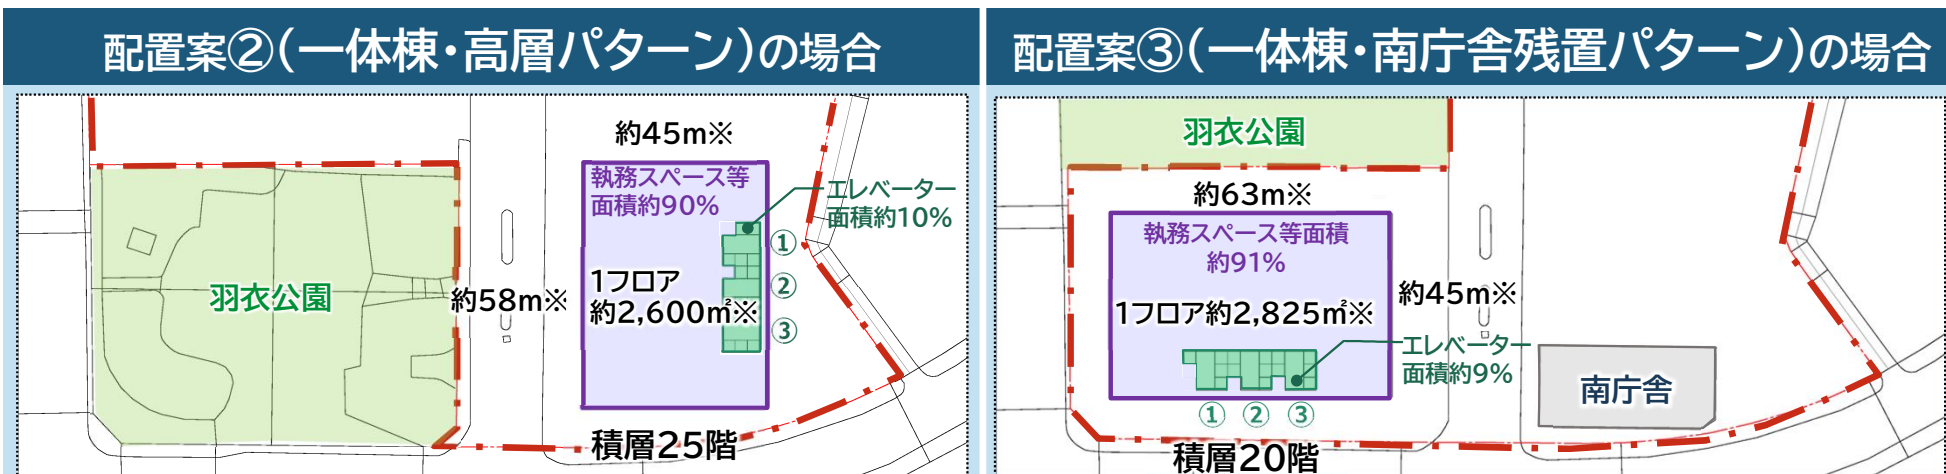 配置案②(一体棟・高層パターン)の場合
約45m※
執務スペース等
面積約90%
エレベーター
面積約10%
①
②
③
1フロア
約2,600㎡※
約58m※
羽衣公園
積層25階
配置案③(一体棟・南庁舎残置パターン)の場合
羽衣公園
約63m※
執務スペース等面積
約91%
1フロア約2,825㎡※
約45m※
エレベーター
面積約9%
① ② ③
南庁舎
積層20階